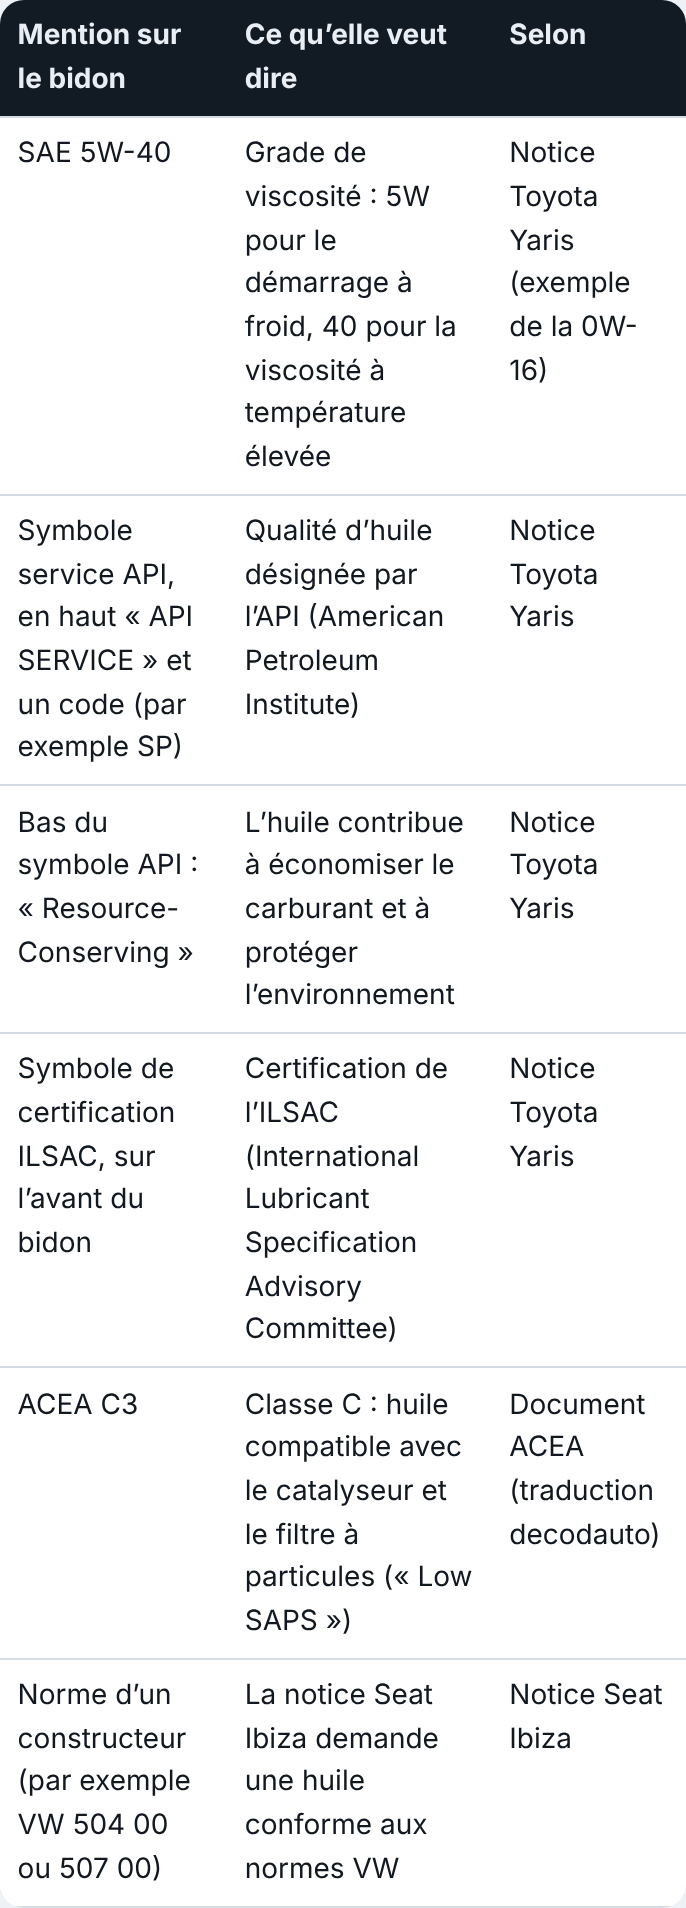 Mention sur
le bidon
Ce qu’elle veut
dire
Selon
SAE 5W-40
Grade de
viscosité : 5W
pour le
démarrage à
froid, 40 pour la
viscosité à
température
élevée
Notice
Toyota
Yaris
(exemple
de la 0W-
16)
Symbole
service API,
en haut « API
SERVICE » et
un code (par
exemple SP)
Qualité d’huile
désignée par
l’API (American
Petroleum
Institute)
Notice
Toyota
Yaris
Bas du
symbole API :
« Resource-
Conserving »
L’huile contribue
à économiser le
carburant et à
protéger
l’environnement
Notice
Toyota
Yaris
Symbole de
certification
ILSAC, sur
l’avant du
bidon
Certification de
l’ILSAC
(International
Lubricant
Specification
Advisory
Committee)
Notice
Toyota
Yaris
ACEA C3
Classe C : huile
compatible avec
le catalyseur et
le filtre à
particules (« Low
SAPS »)
Document
ACEA
(traduction
decodauto)
Norme d’un
constructeur
(par exemple
VW 504 00
ou 507 00)
La notice Seat
Ibiza demande
une huile
conforme aux
normes VW
Notice Seat
Ibiza